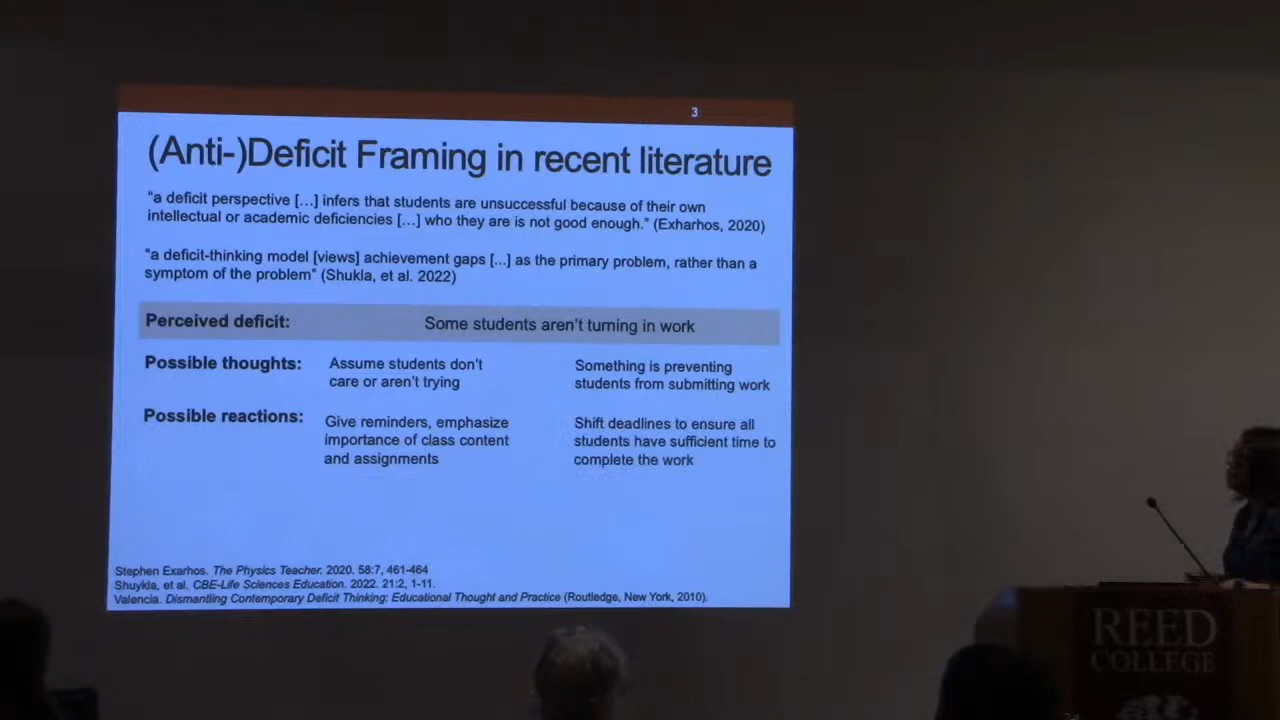 3
(Anti-)Deficit Framing in recent literature
"a deficit perspective [...] infers that students are unsuccessful because of their own
intellectual or academic deficiencies [...] who they are is not good enough." (Exharhos, 2020)
"a deficit-thinking model [views] achievement gaps [...] as the primary problem, rather than a
symptom of the problem" (Shukla, et al. 2022)
Perceived deficit: Some students aren't turning in work
Possible thoughts: Assume students don't
care or aren't trying
Something is preventing
students from submitting work
Possible reactions: Give reminders, emphasize
importance of class content
and assignments
Shift deadlines to ensure all
students have sufficient time to
complete the work
Stephen Exarhos. The Physics Teacher. 2020. 58:7, 461-464
Shuykla, et al. CBE-Life Sciences Education. 2022. 21:2, 1-11.
Valencia. Dismantling Contemporary Deficit Thinking: Educational Thought and Practice (Routledge, New York, 2010).
REED
COLLEGE